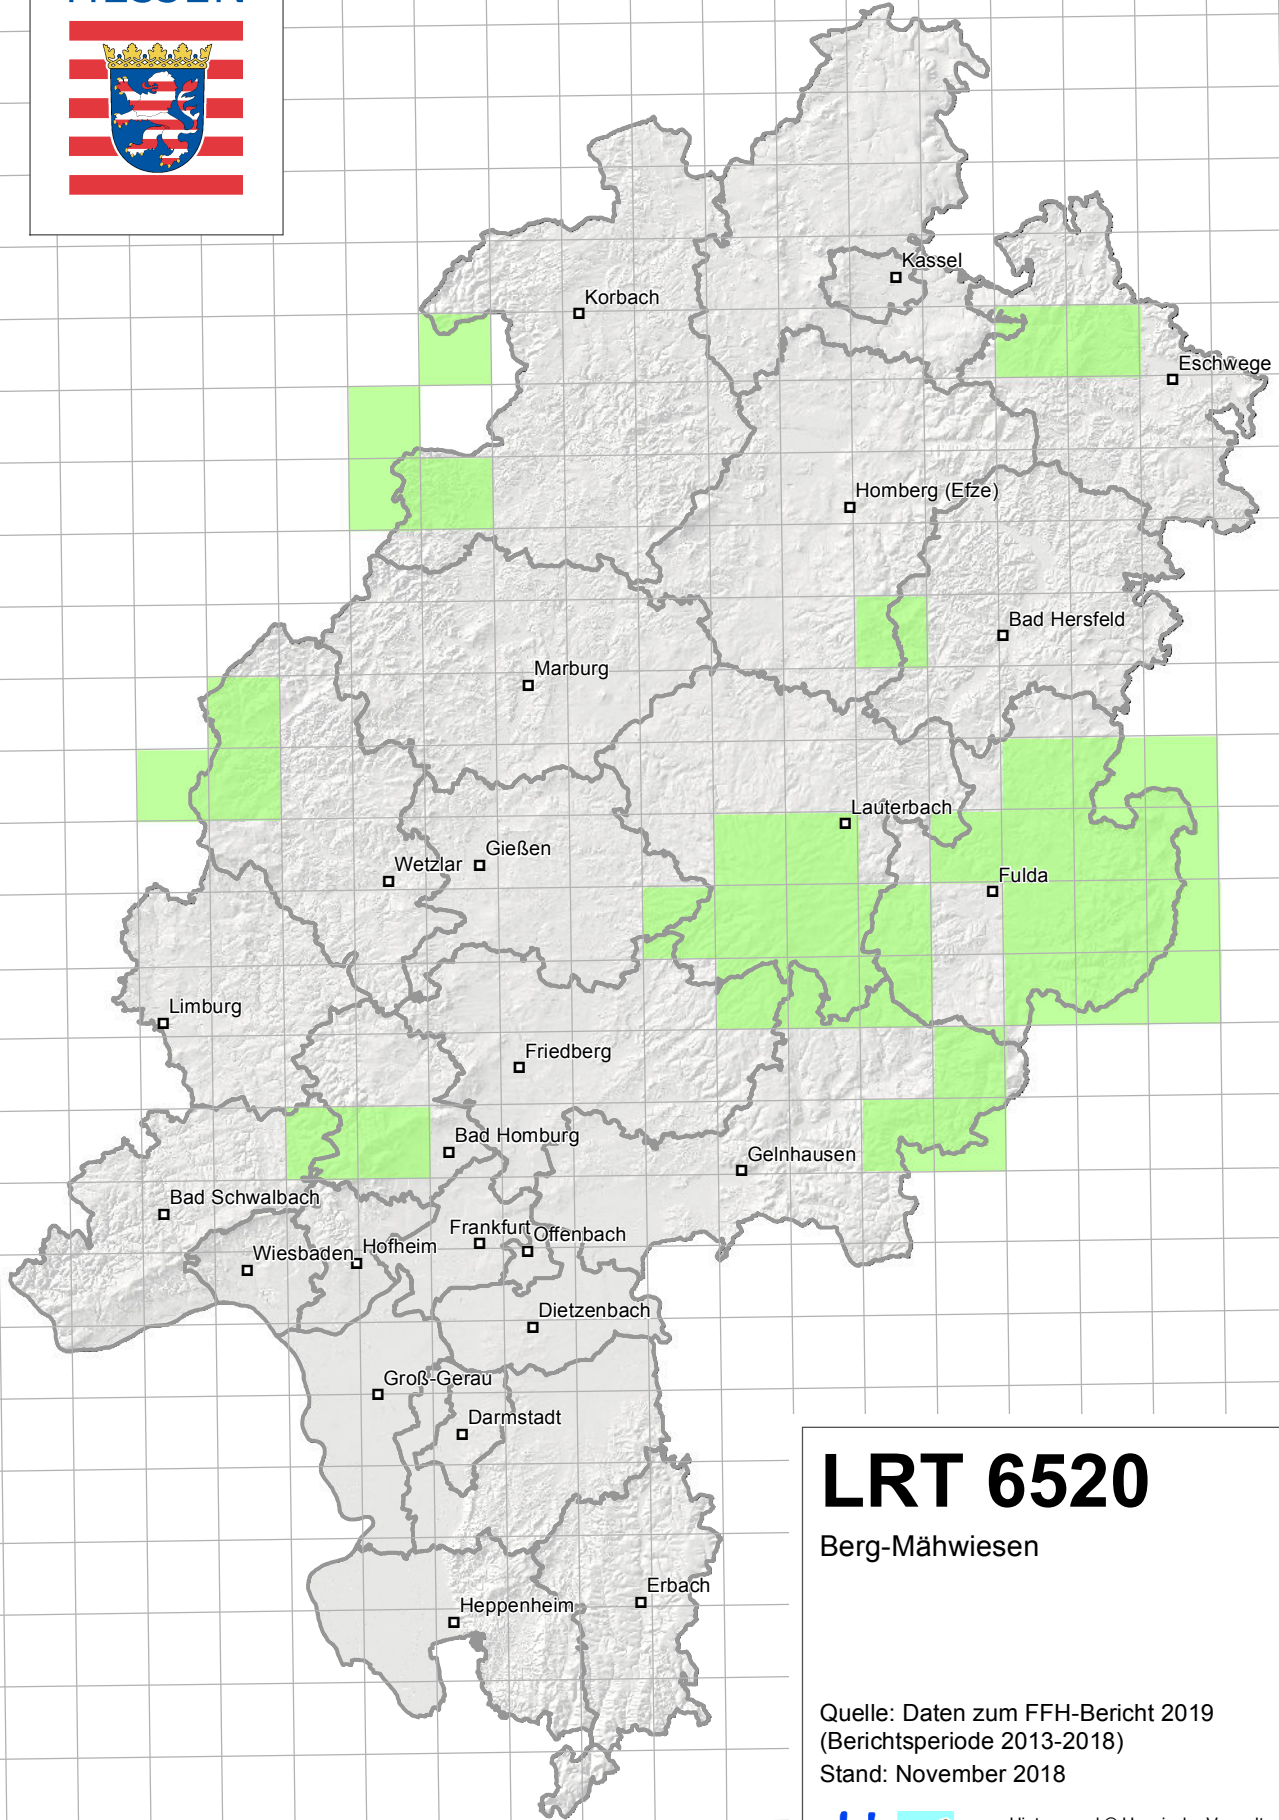 HESSEN
Kassel
Korbach
Eschwege
Homberg (Efze)
Bad Hersfeld
Marburg
Lauterbach
Gießen
Wetzlar
Fulda
Limburg
Friedberg
Bad Homburg
Gelnhausen
Bad Schwalbach
Frankfurt
Offenbach
Hofheim
Wiesbaden
Dietzenbach
Groß-Gerau
Darmstadt
Erbach
Heppenheim
LRT 6520
Berg-Mähwiesen
Quelle: Daten zum FFH-Bericht 2019
(Berichtsperiode 2013-2018)
Stand: November 2018